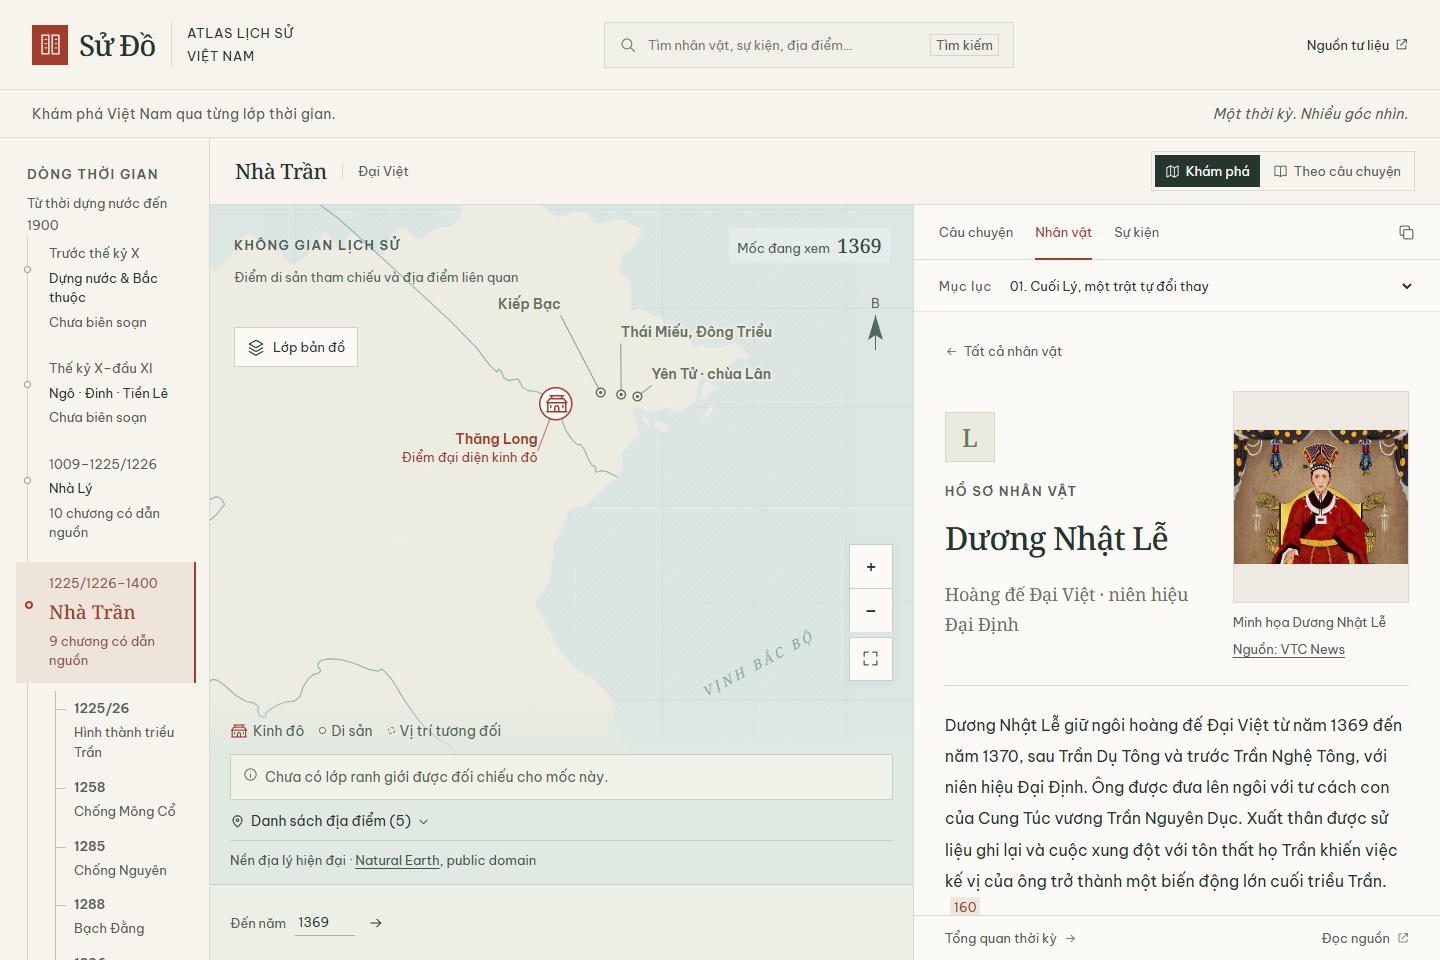 Sử Đồ
ATLAS LỊCH SỬ
VIỆT NAM
Tìm nhân vật, sự kiện, địa điểm...
Tìm kiếm
Nguồn tư liệu
Khám phá Việt Nam qua từng lớp thời gian.
Một thời kỳ. Nhiều góc nhìn.
DÒNG THỜI GIAN
Từ thời dựng nước đến
1900
Trước thế kỷ X
Dựng nước & Bắc
thuộc
Chưa biên soạn
Thế kỷ X–đầu XI
Ngô · Đinh · Tiền Lê
Chưa biên soạn
1009–1225/1226
Nhà Lý
10 chương có dẫn
nguồn
1225/1226–1400
Nhà Trần
9 chương có dẫn
nguồn
1225/26
Hình thành triều
Trần
1258
Chống Mông Cổ
1285
Chống Nguyên
1288
Bạch Đằng
Nhà Trần
Đại Việt
Khám phá
Theo câu chuyện
KHÔNG GIAN LỊCH SỬ
Điểm di sản tham chiếu và địa điểm liên quan
Mốc đang xem 1369
Lớp bản đồ
B
Kiếp Bạc
Thái Miếu, Đông Triều
Yên Tử · chùa Lân
Thăng Long
Điểm đại diện kinh đô
+
−
VỊNH BẮC BỘ
Kinh đô
Di sản
Vị trí tương đối
Chưa có lớp ranh giới được đối chiếu cho mốc này.
Danh sách địa điểm (5)
Nền địa lý hiện đại · Natural Earth, public domain
Đến năm 1369
Câu chuyện
Nhân vật
Sự kiện
Mục lục
01. Cuối Lý, một trật tự đổi thay
Tất cả nhân vật
L
HỒ SƠ NHÂN VẬT
Dương Nhật Lễ
Hoàng đế Đại Việt · niên hiệu
Đại Định
Minh họa Dương Nhật Lễ
Nguồn: VTC News
Dương Nhật Lễ giữ ngôi hoàng đế Đại Việt từ năm 1369 đến
năm 1370, sau Trần Dụ Tông và trước Trần Nghệ Tông, với
niên hiệu Đại Định. Ông được đưa lên ngôi với tư cách con
của Cung Túc vương Trần Nguyên Dục. Xuất thân được sử
liệu ghi lại và cuộc xung đột với tôn thất họ Trần khiến việc
kế vị của ông trở thành một biến động lớn cuối triều Trần.
160
Tổng quan thời kỳ
Đọc nguồn